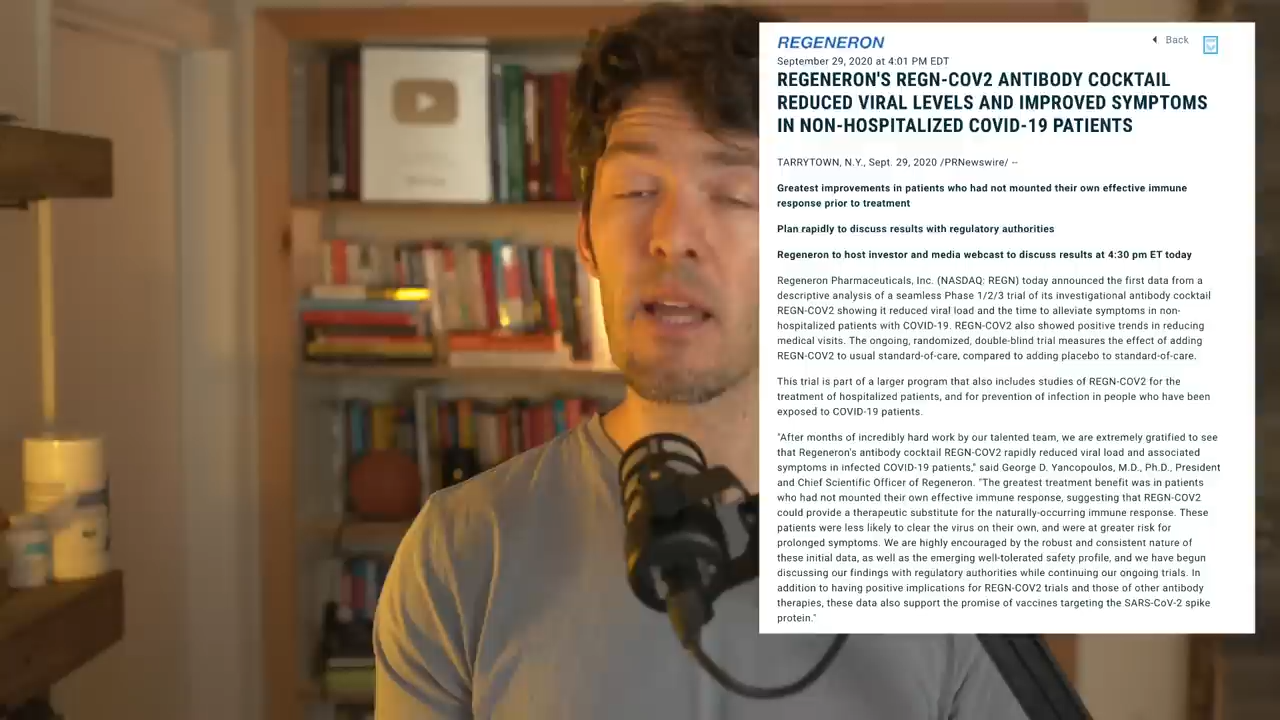 REGENERON
Back
September 29, 2020 at 4:01 PM EDT
REGENERON'S REGN-COV2 ANTIBODY COCKTAIL
REDUCED VIRAL LEVELS AND IMPROVED SYMPTOMS
IN NON-HOSPITALIZED COVID-19 PATIENTS
TARRYTOWN, N.Y., Sept. 29, 2020 /PRNewswire/ --
Greatest improvements in patients who had not mounted their own effective immune
response prior to treatment
Plan rapidly to discuss results with regulatory authorities
Regeneron to host investor and media webcast to discuss results at 4:30 pm ET today
Regeneron Pharmaceuticals, Inc. (NASDAQ: REGN) today announced the first data from a
descriptive analysis of a seamless Phase 1/2/3 trial of its investigational antibody cocktail
REGN-COV2 showing it reduced viral load and the time to alleviate symptoms in non-
hospitalized patients with COVID-19. REGN-COV2 also showed positive trends in reducing
medical visits. The ongoing, randomized, double-blind trial measures the effect of adding
REGN-COV2 to usual standard-of-care, compared to adding placebo to standard-of-care.
This trial is part of a larger program that also includes studies of REGN-COV2 for the
treatment of hospitalized patients, and for prevention of infection in people who have been
exposed to COVID-19 patients.
"After months of incredibly hard work by our talented team, we are extremely gratified to see
that Regeneron's antibody cocktail REGN-COV2 rapidly reduced viral load and associated
symptoms in infected COVID-19 patients," said George D. Yancopoulos, M.D., Ph.D., President
and Chief Scientific Officer of Regeneron. "The greatest treatment benefit was in patients
who had not mounted their own effective immune response, suggesting that REGN-COV2
could provide a therapeutic substitute for the naturally-occurring immune response. These
patients were less likely to clear the virus on their own, and were at greater risk for
prolonged symptoms. We are highly encouraged by the robust and consistent nature of
these initial data, as well as the emerging well-tolerated safety profile, and we have begun
discussing our findings with regulatory authorities while continuing our ongoing trials. In
addition to having positive implications for REGN-COV2 trials and those of other antibody
therapies, these data also support the promise of vaccines targeting the SARS-CoV-2 spike
protein."